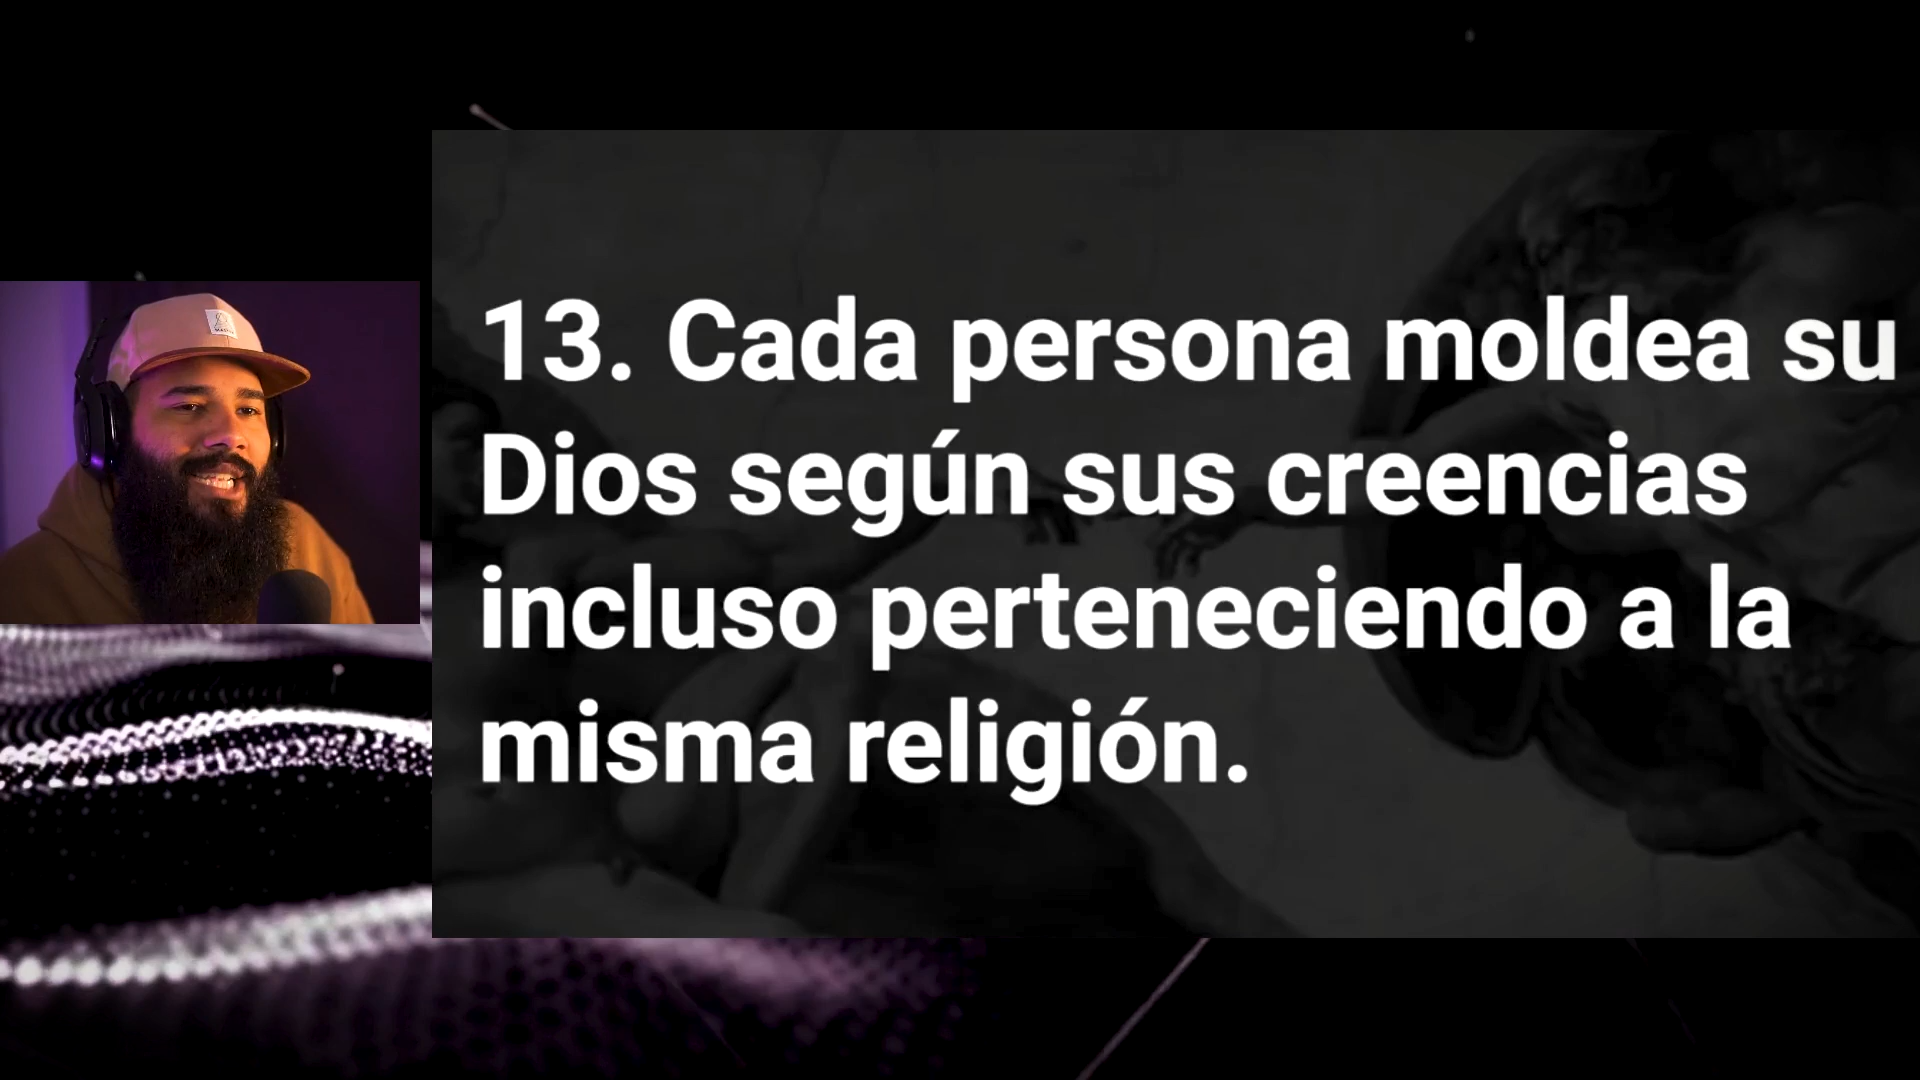 13. Cada persona moldea su
Dios según sus creencias
incluso perteneciendo a la
misma religión.